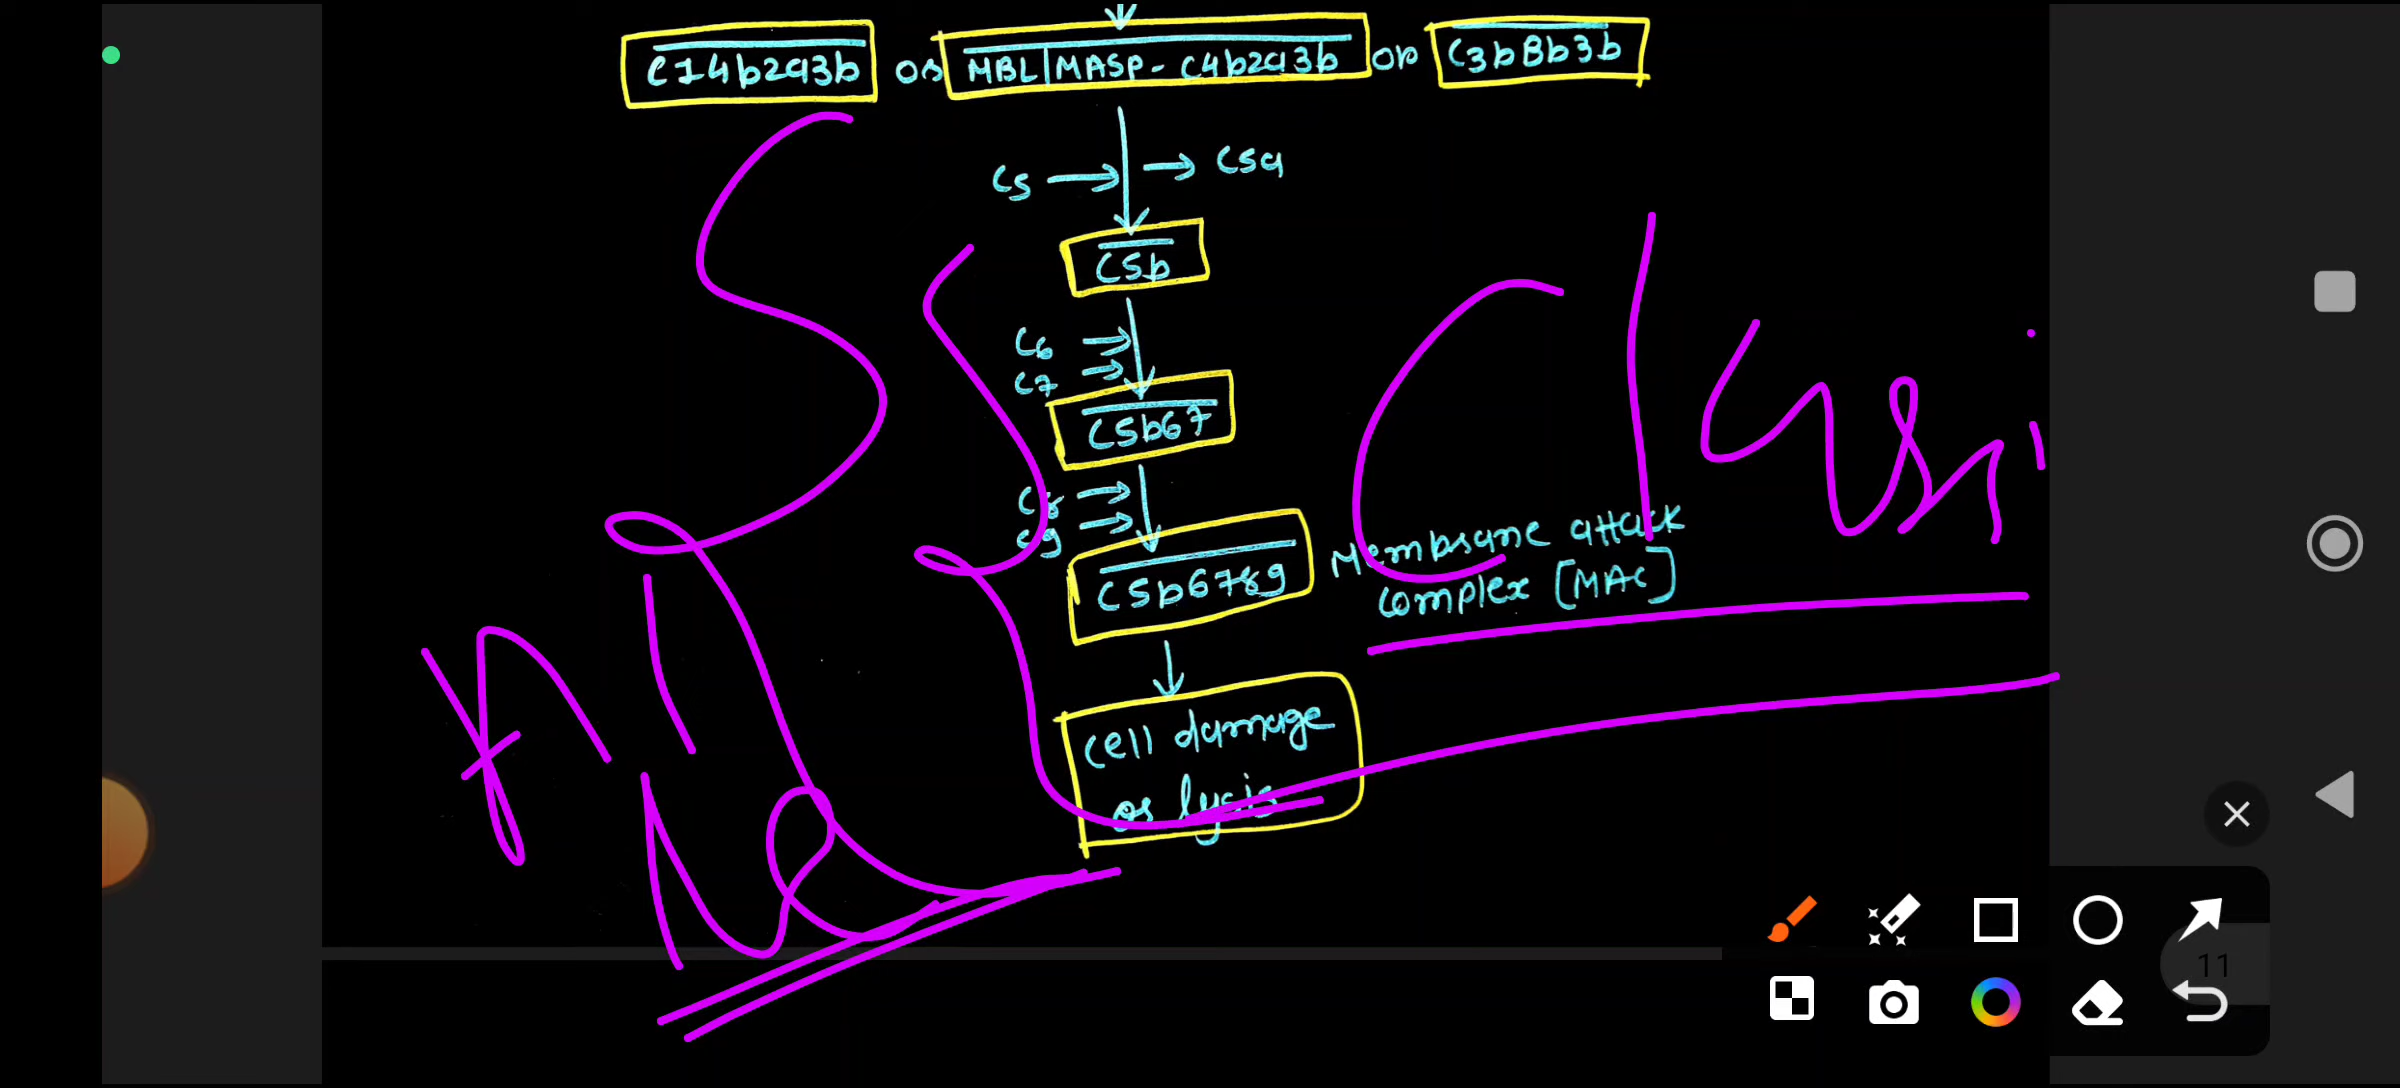 C14b2a3b or MBL|MASP- C4b2a3b or C3bBb3b
C5 → → C5a
C5b
C6
C7
C5b67
C8
C9
C5b6789 Membrane attack
complex [MAC]
cell damage
or lysis
11